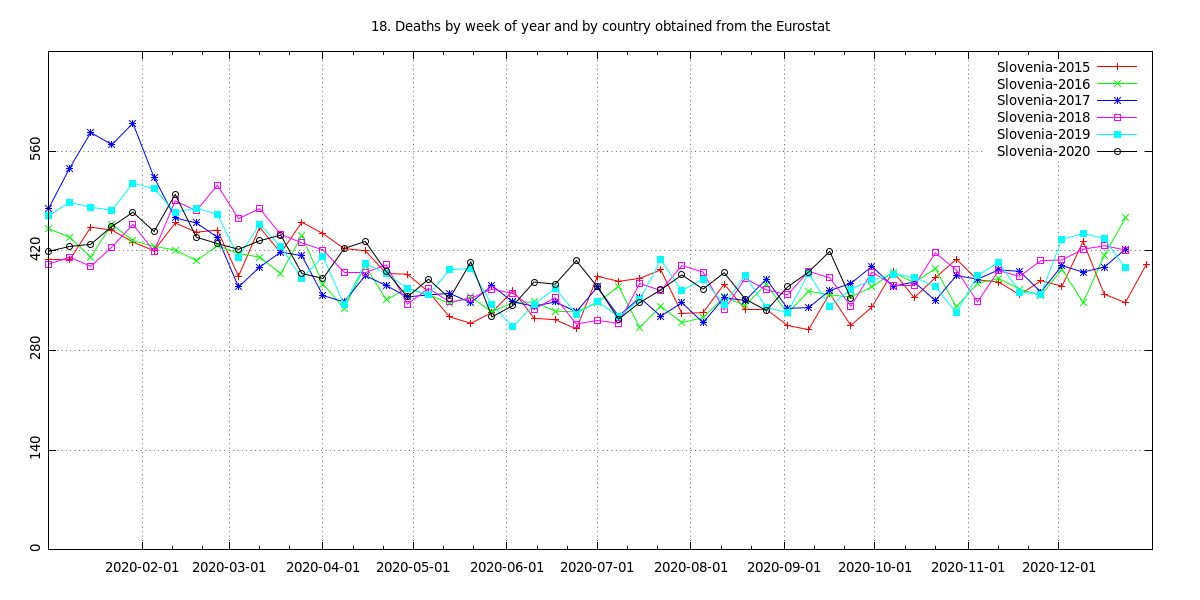 18. Deaths by week of year and by country obtained from the Eurostat
Slovenia-2015
Slovenia-2016
Slovenia-2017
Slovenia-2018
Slovenia-2019
Slovenia-2020
560
420
280
140
0
2020-02-01 2020-03-01 2020-04-01 2020-05-01 2020-06-01 2020-07-01 2020-08-01 2020-09-01 2020-10-01 2020-11-01 2020-12-01